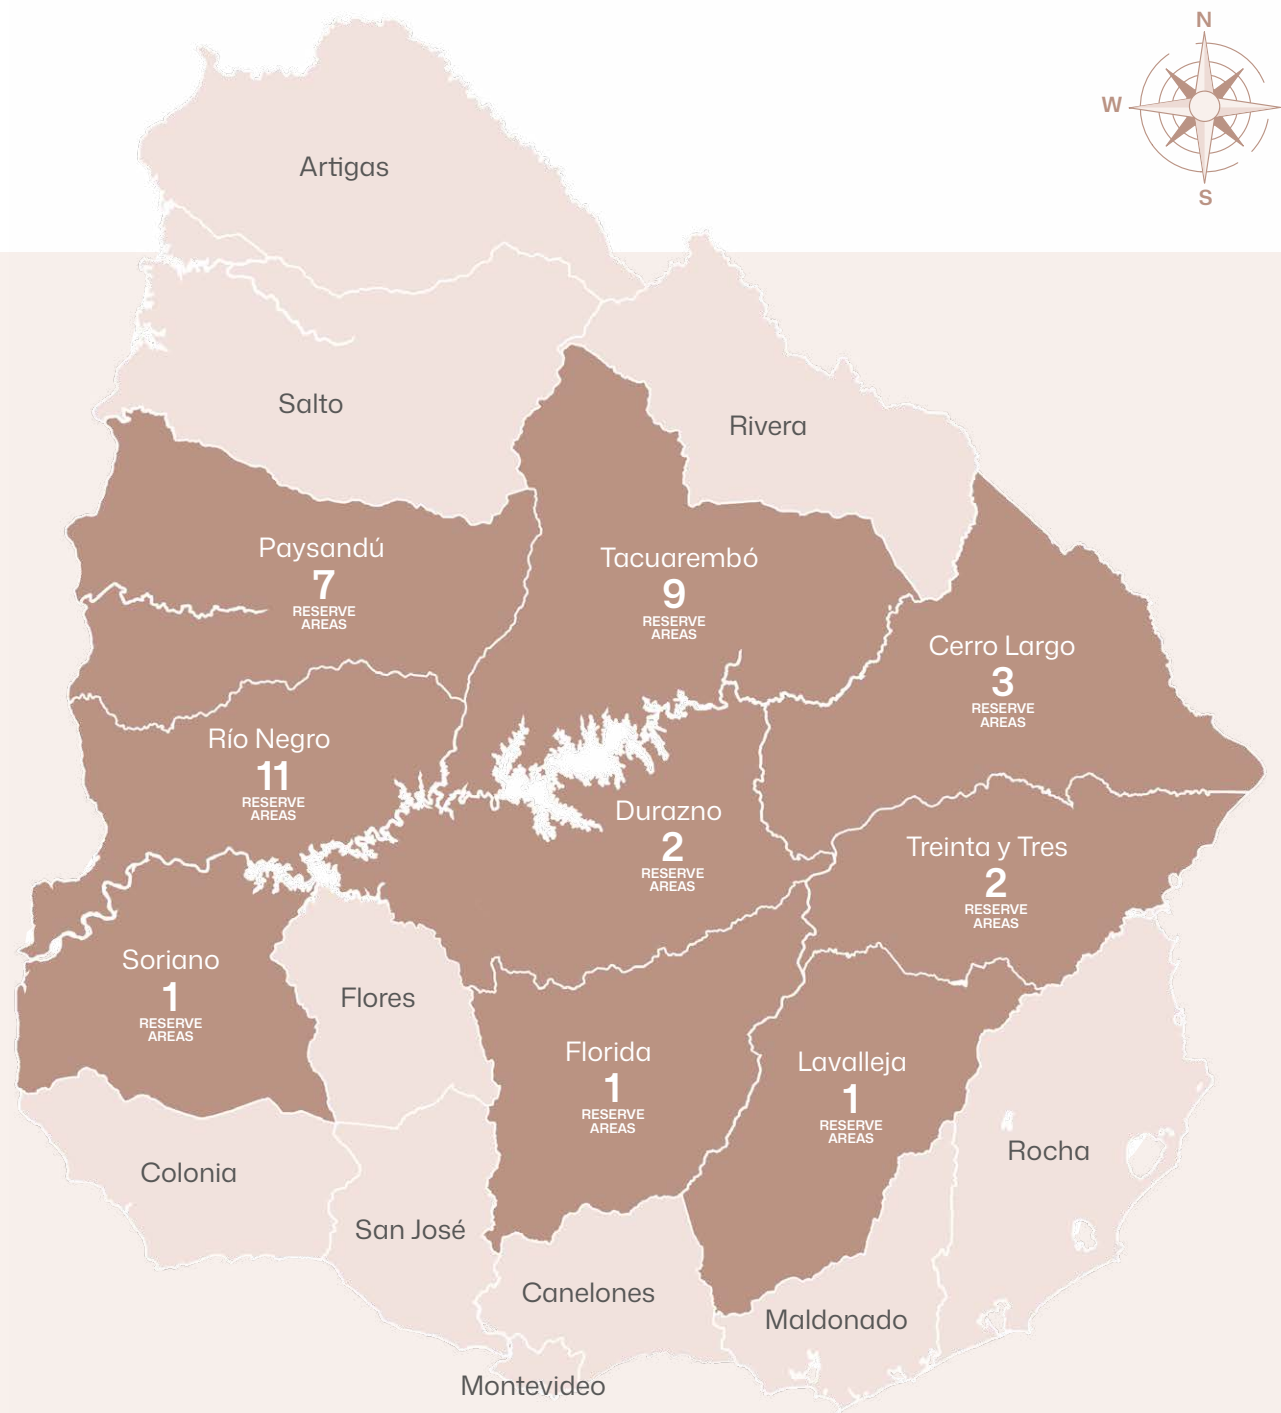 N
W
S
Artigas
Salto
Rivera
Paysandú
7
RESERVE
AREAS
Tacuarembó
9
RESERVE
AREAS
Cerro Largo
3
RESERVE
AREAS
Río Negro
11
RESERVE
AREAS
Durazno
2
RESERVE
AREAS
Treinta y Tres
2
RESERVE
AREAS
Soriano
1
RESERVE
AREAS
Flores
Florida
1
RESERVE
AREAS
Lavalleja
1
RESERVE
AREAS
Rocha
Colonia
San José
Canelones
Maldonado
Montevideo